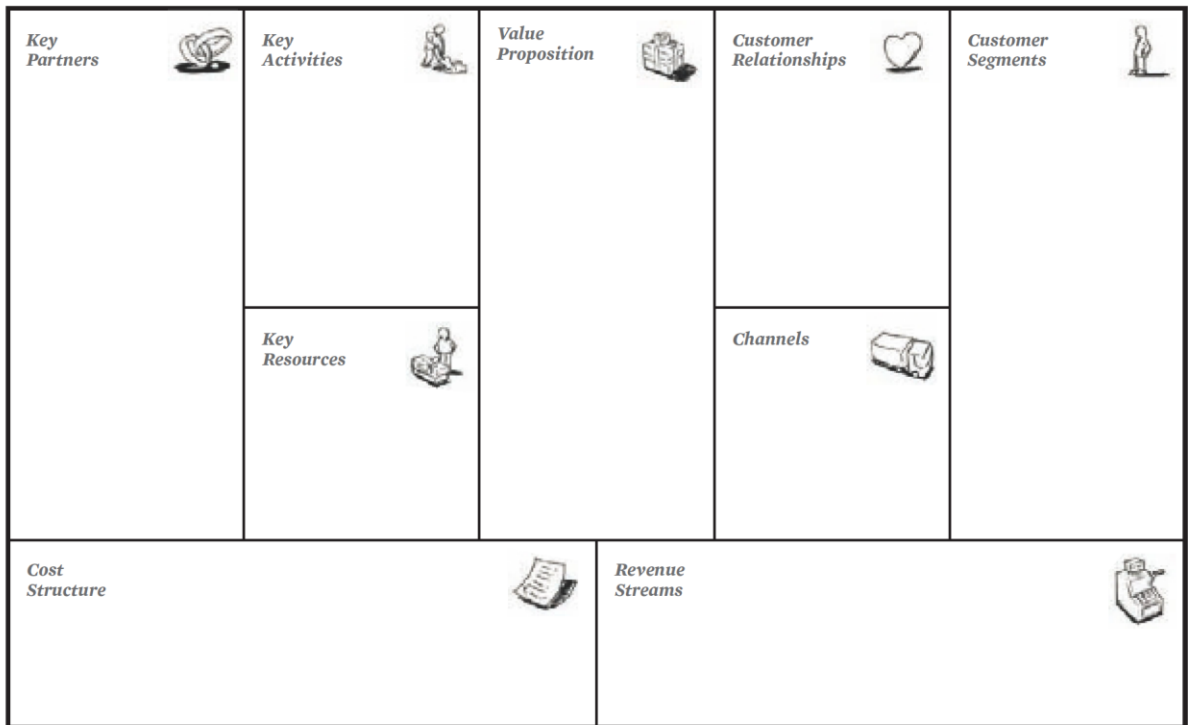 Key
Partners
Key
Activities
Value
Proposition
Customer
Relationships
Customer
Segments
Key
Resources
Channels
Cost
Structure
Revenue
Streams